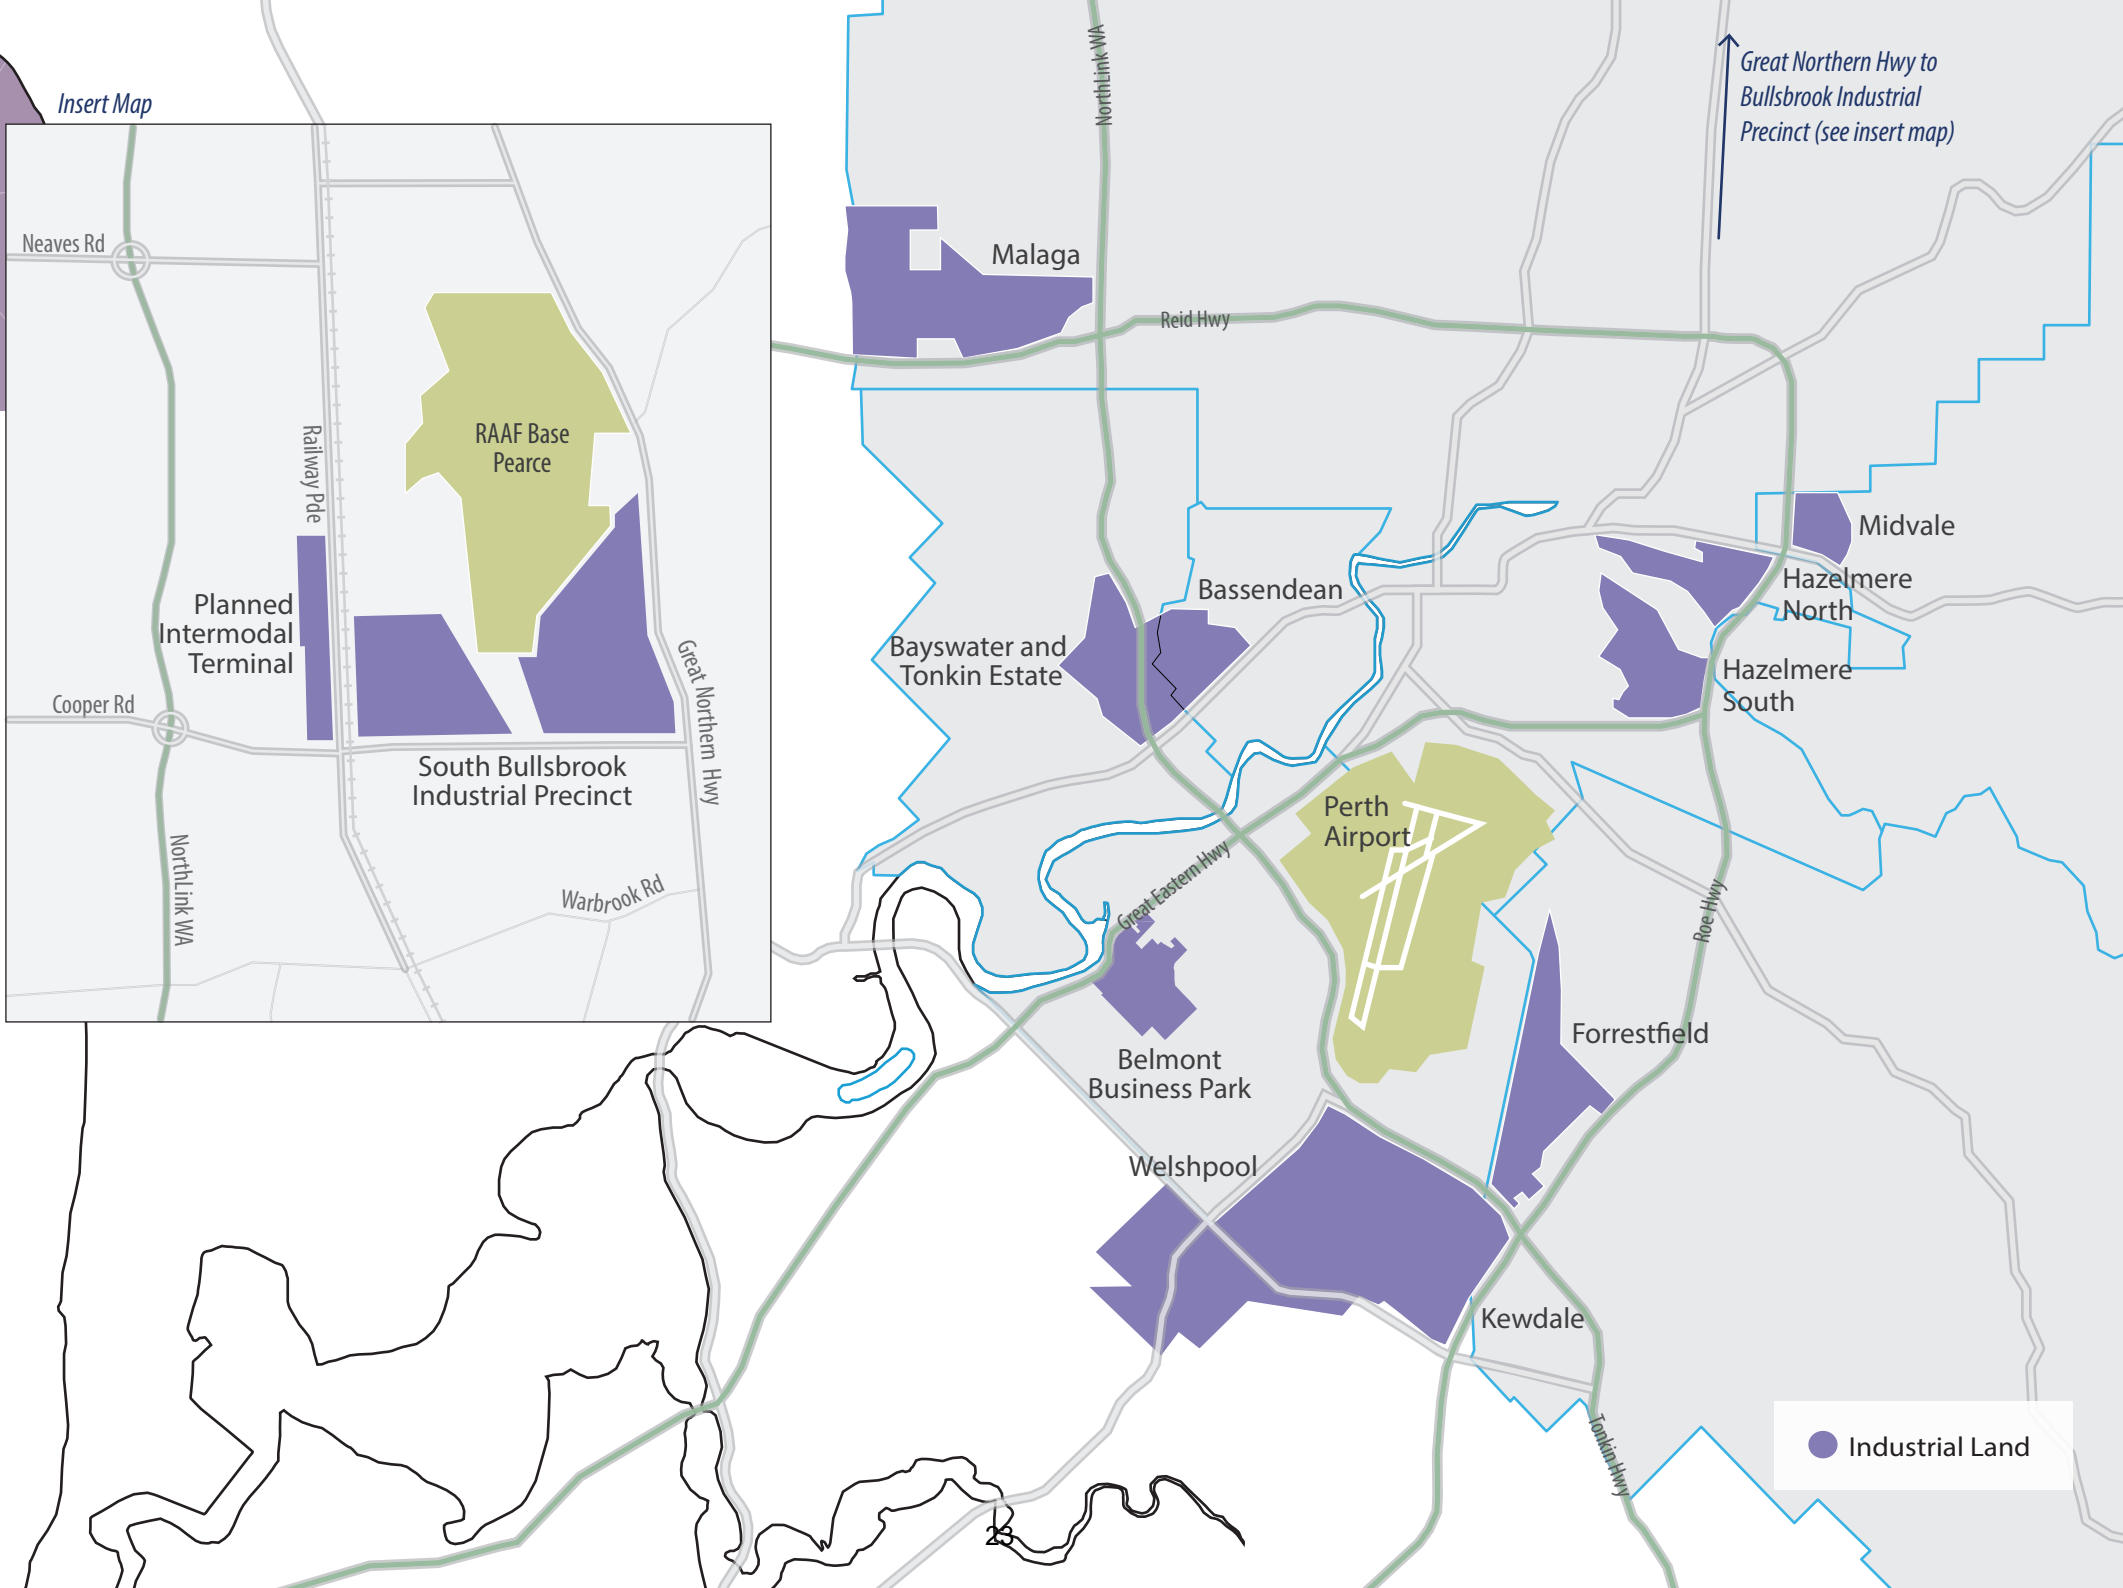 Insert Map
Neaves Rd
Railway Pde
RAAF Base
Pearce
Planned
Intermodal
Terminal
Cooper Rd
South Bullsbrook
Industrial Precinct
Great Northern Hwy
NorthLink WA
Warbrook Rd
NorthLink WA
Great Northern Hwy to
Bullsbrook Industrial
Precinct (see insert map)
Malaga
Reid Hwy
Midvale
Hazelmere
North
Hazelmere
South
Bassendean
Bayswater and
Tonkin Estate
Perth
Airport
Great Eastern Hwy
Roe Hwy
Forrestfield
Belmont
Business Park
Welshpool
Kewdale
Tonkin Hwy
Industrial Land
23